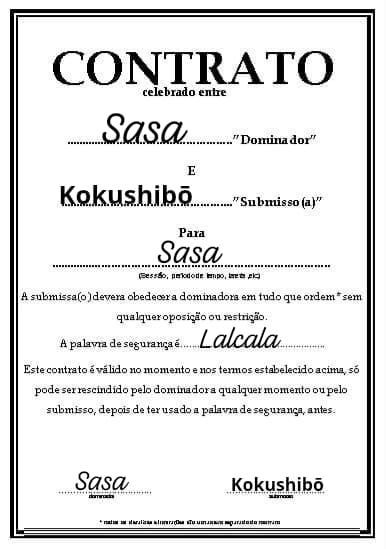 CONTRATO
celebrado entre
Sasa "Dominador"
E
Kokushibō "Submisso(a)"
Para
Sasa
(Sessão, periodo de tempo, tarefa ,etc)
A submissa(o) devera obedecer a dominadora em tudo que ordem* sem
qualquer oposição ou restrição.
A palavra de segurança é.......Lalcala................
Este contrato é válido no momento e nos termos estabelecido acima, só
pode ser rescindido pelo dominador a qualquer momento ou pelo
submisso, depois de ter usado a palavra de segurança, antes.
Sasa Kokushibō
dominador submisso